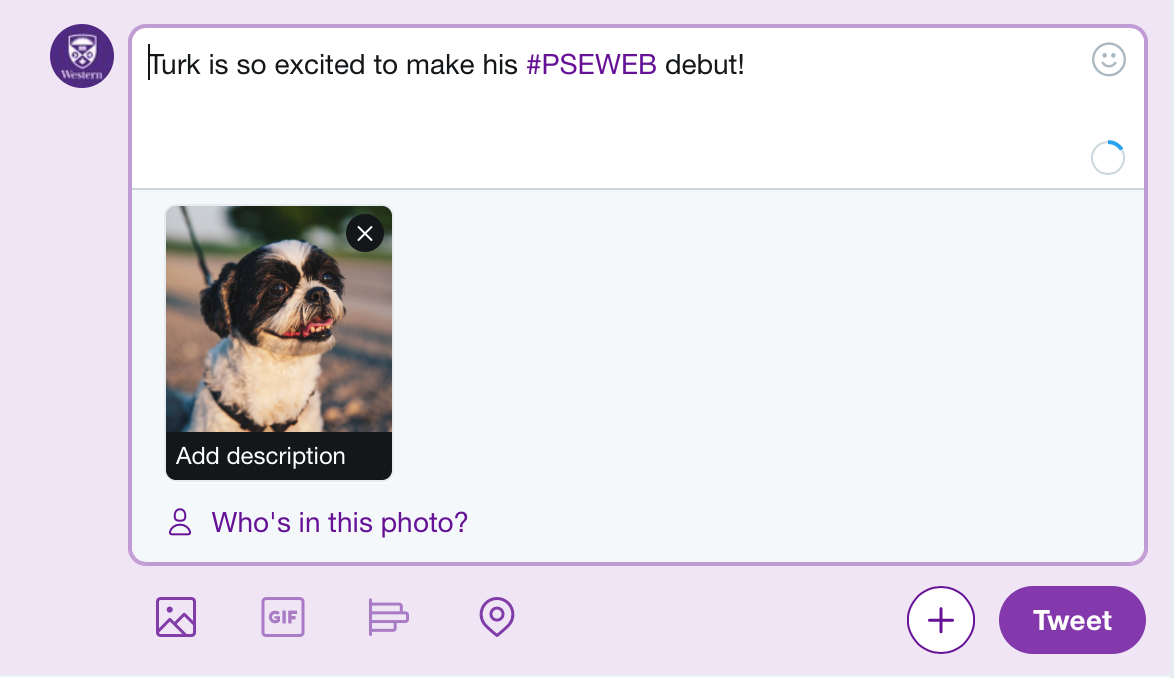 Western
Turk is so excited to make his #PSEWEB debut!
Add description
Who's in this photo?
GIF
Tweet